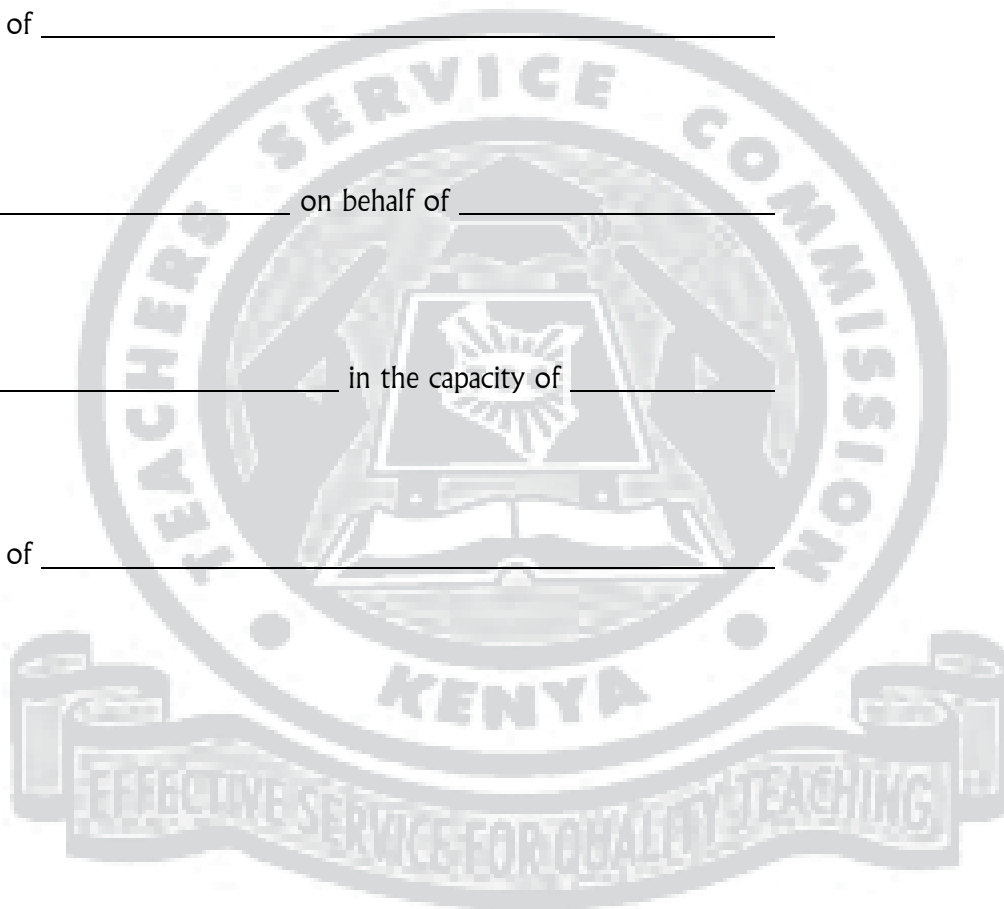 of
TEACHERS SERVICE COMMISSION
on behalf of
in the capacity of
of
KENYA
EFFECTIVE SERVICE FOR QUALITY TEACHING